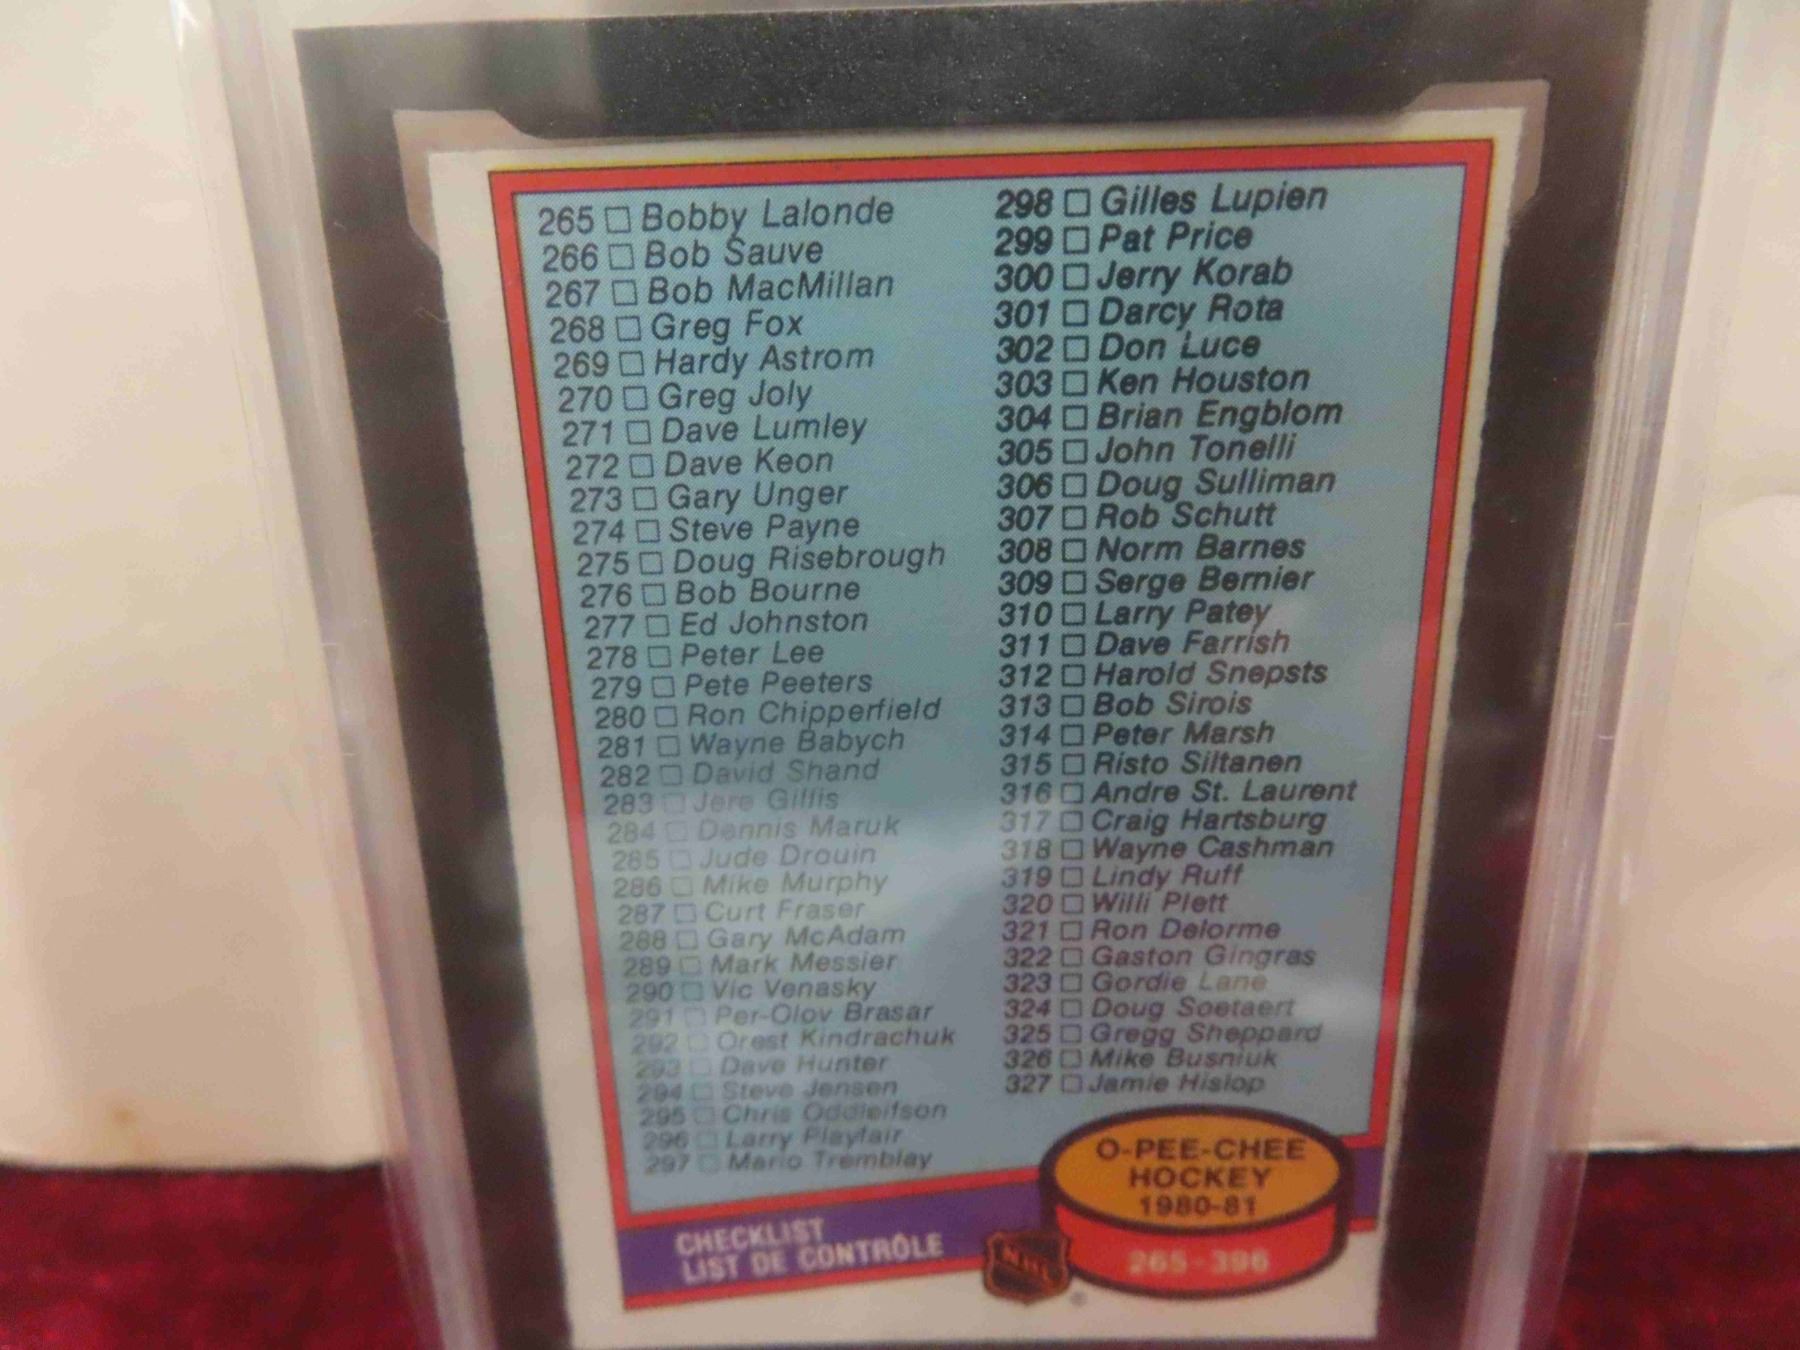 265 □ Bobby Lalonde
266 □ Bob Sauve
267 □ Bob MacMillan
268 □ Greg Fox
269 □ Hardy Astrom
270 □ Greg Joly
271 □ Dave Lumley
272 □ Dave Keon
273 □ Gary Unger
274 □ Steve Payne
275 □ Doug Risebrough
276 □ Bob Bourne
277 □ Ed Johnston
278 □ Peter Lee
279 □ Pete Peeters
280 □ Ron Chipperfield
281 □ Wayne Babych
282 □ David Shand
283 □ Jere Gillis
284 □ Dennis Maruk
285 □ Jude Drouin
286 □ Mike Murphy
287 □ Curt Fraser
288 □ Gary McAdam
289 □ Mark Messier
290 □ Vic Venasky
291 □ Per-Olov Brasar
292 □ Orest Kindrachuk
293 □ Dave Hunter
294 □ Steve Jensen
295 □ Chris Oddleifson
296 □ Larry Playfair
297 □ Mario Tremblay
298 □ Gilles Lupien
299 □ Pat Price
300 □ Jerry Korab
301 □ Darcy Rota
302 □ Don Luce
303 □ Ken Houston
304 □ Brian Engblom
305 □ John Tonelli
306 □ Doug Sulliman
307 □ Rob Schutt
308 □ Norm Barnes
309 □ Serge Bernier
310 □ Larry Patey
311 □ Dave Farrish
312 □ Harold Snepsts
313 □ Bob Sirois
314 □ Peter Marsh
315 □ Risto Siltanen
316 □ Andre St. Laurent
317 □ Craig Hartsburg
318 □ Wayne Cashman
319 □ Lindy Ruff
320 □ Willi Plett
321 □ Ron Delorme
322 □ Gaston Gingras
323 □ Gordie Lane
324 □ Doug Soetaert
325 □ Gregg Sheppard
326 □ Mike Busniuk
327 □ Jamie Hislop
CHECKLIST
LIST DE CONTRÔLE
NHL
®
O-PEE-CHEE
HOCKEY
1980-81
265-396